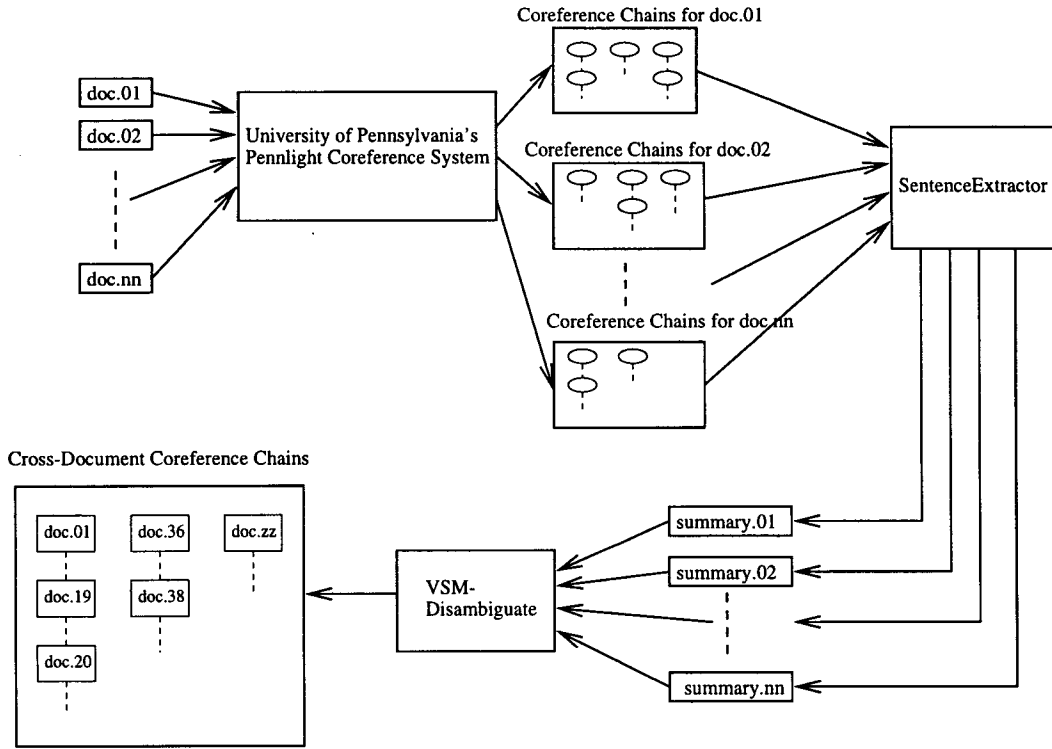 Coreference Chains for doc.01
doc.01
doc.02
University of Pennsylvania's
Pennlight Coreference System
Coreference Chains for doc.02
SentenceExtractor
doc.nn
Coreference Chains for doc.nn
Cross-Document Coreference Chains
doc.01
doc.36
doc.zz
doc.19
doc.38
doc.20
VSM-
Disambiguate
summary.01
summary.02
summary.nn